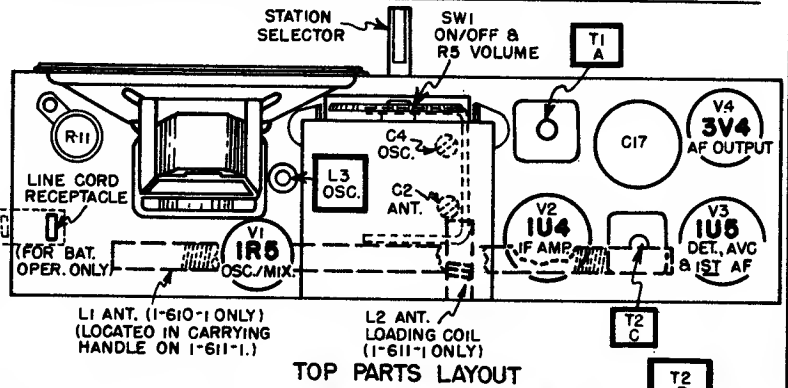 STATION
SELECTOR
SW1
ON/OFF &
R5 VOLUME
T1
A
R-11
LINE CORD
RECEPTACLE
(FOR BAT.
OPER. ONLY)
L3
OSC.
C4
OSC.
C2
ANT.
C17
V4
3V4
AF OUTPUT
V1
1R5
OSC./MIX.
V2
1U4
IF AMP.
V3
1U5
DET., AVC
& 1ST AF
L1 ANT. (1-610-1 ONLY)
(LOCATED IN CARRYING
HANDLE ON 1-611-1.)
L2 ANT.
LOADING COIL
(1-611-1 ONLY)
T2
C
TOP PARTS LAYOUT
T2